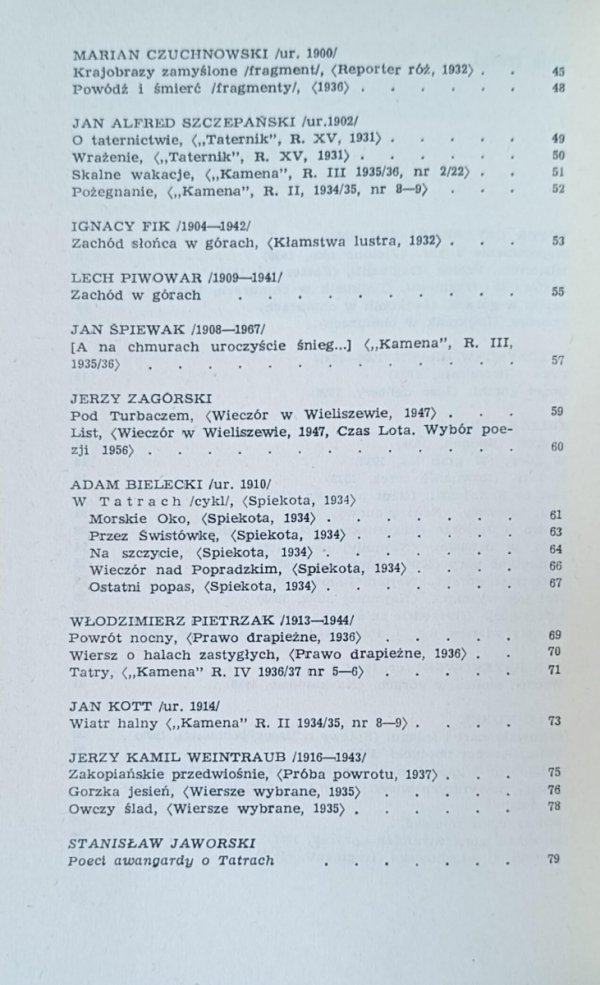 MARIAN CZUCHNOWSKI /ur. 1900/
Krajobrazy zamyślone /fragment/, ⟨Reporter róż, 1932⟩ . . 45
Powódź i śmierć /fragmenty/, ⟨1936⟩ . . . . . . 48
JAN ALFRED SZCZEPAŃSKI /ur.1902/
O taternictwie, ⟨„Taternik”, R. XV, 1931⟩ . . . . . 49
Wrażenie, ⟨„Taternik”, R. XV, 1931⟩ . . . . . . 50
Skalne wakacje, ⟨„Kamena”, R. III 1935/36, nr 2/22⟩ . . 51
Pożegnanie, ⟨„Kamena”, R. II, 1934/35, nr 8—9⟩ . . . 52
IGNACY FIK /1904—1942/
Zachód słońca w górach, ⟨Kłamstwa lustra, 1932⟩ . . . 53
LECH PIWOWAR /1909—1941/
Zachód w górach . . . . . . . . . . 55
JAN ŚPIEWAK /1908—1967/
[A na chmurach uroczyście śnieg...] ⟨„Kamena”, R. III,
1935/36⟩ . . . . . . . . . . . . . 57
JERZY ZAGÓRSKI
Pod Turbaczem, ⟨Wieczór w Wieliszewie, 1947⟩ . . . 59
List, ⟨Wieczór w Wieliszewie, 1947, Czas Lota. Wybór poe-
zji 1956⟩ . . . . . . . . . . . . . 60
ADAM BIELECKI /ur. 1910/
W Tatrach /cykl/, ⟨Spiekota, 1934⟩
Morskie Oko, ⟨Spiekota, 1934⟩ . . . . . . . 61
Przez Świstówkę, ⟨Spiekota, 1934⟩ . . . . . . 63
Na szczycie, ⟨Spiekota, 1934⟩ . . . . . . . 64
Wieczór nad Popradzkim, ⟨Spiekota, 1934⟩ . . . . 66
Ostatni popas, ⟨Spiekota, 1934⟩ . . . . . . . 67
WŁODZIMIERZ PIETRZAK /1913—1944/
Powrót nocny, ⟨Prawo drapieżne, 1936⟩ . . . . . 69
Wiersz o halach zastygłych, ⟨Prawo drapieżne, 1936⟩ . . 70
Tatry, ⟨„Kamena” R. IV 1936/37 nr 5—6⟩ . . . . . 71
JAN KOTT /ur. 1914/
Wiatr halny ⟨„Kamena” R. II 1934/35, nr 8—9⟩ . . . . 73
JERZY KAMIL WEINTRAUB /1916—1943/
Zakopiańskie przedwiośnie, ⟨Próba powrotu, 1937⟩ . . . 75
Gorzka jesień, ⟨Wiersze wybrane, 1935⟩ . . . . . 76
Owczy ślad, ⟨Wiersze wybrane, 1935⟩ . . . . . . 78
STANISŁAW JAWORSKI
Poeci awangardy o Tatrach . . . . . . . 79